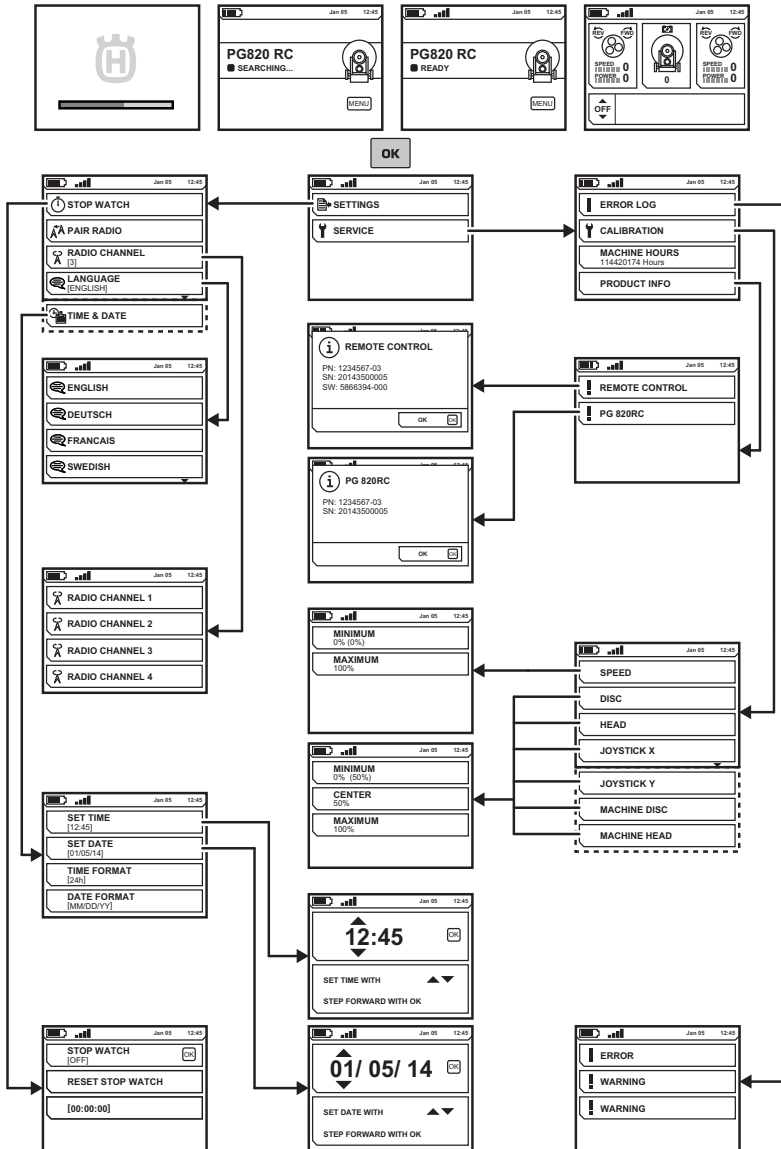 H
Jan 05 12:45
PG820 RC
SEARCHING...
MENU
Jan 05 12:45
PG820 RC
READY
MENU
Jan 05 12:45
REV FWD
SPEED 0
POWER 0
0
REV FWD
SPEED 0
POWER 0
OFF
OK
Jan 05 12:45
STOP WATCH
PAIR RADIO
RADIO CHANNEL
[3]
LANGUAGE
[ENGLISH]
TIME & DATE
Jan 05 12:45
SETTINGS
SERVICE
Jan 05 12:45
ERROR LOG
CALIBRATION
MACHINE HOURS
114420174 Hours
PRODUCT INFO
i REMOTE CONTROL
PN: 1234567-03
SN: 20143500005
SW: 5866394-000
OK OK
Jan 05 12:45
REMOTE CONTROL
PG 820RC
Jan 05 12:45
ENGLISH
DEUTSCH
FRANCAIS
SWEDISH
i PG 820RC
PN: 1234567-03
SN: 20143500005
OK OK
Jan 05 12:45
RADIO CHANNEL 1
RADIO CHANNEL 2
RADIO CHANNEL 3
RADIO CHANNEL 4
Jan 05 12:45
MINIMUM
0% (0%)
MAXIMUM
100%
Jan 05 12:45
SPEED
DISC
HEAD
JOYSTICK X
JOYSTICK Y
MACHINE DISC
MACHINE HEAD
Jan 05 12:45
MINIMUM
0% (50%)
CENTER
50%
MAXIMUM
100%
Jan 05 12:45
SET TIME
[12:45]
SET DATE
[01/05/14]
TIME FORMAT
[24h]
DATE FORMAT
[MM/DD/YY]
Jan 05 12:45
12:45 OK
SET TIME WITH
STEP FORWARD WITH OK
Jan 05 12:45
STOP WATCH
[OFF]
OK
RESET STOP WATCH
[00:00:00]
Jan 05 12:45
01/ 05/ 14 OK
SET DATE WITH
STEP FORWARD WITH OK
Jan 05 12:45
ERROR
WARNING
WARNING